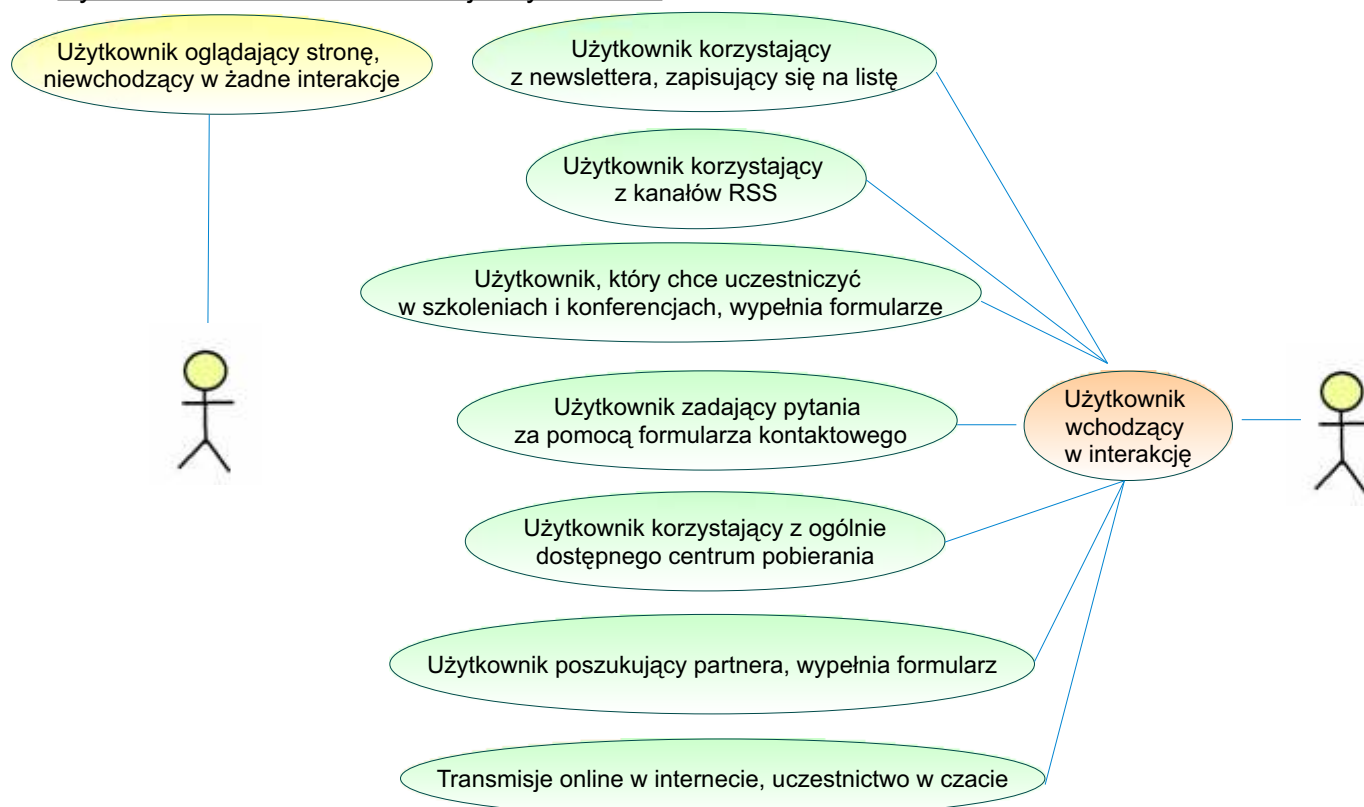 Użytkownik oglądający stronę,
niewchodzący w żadne interakcje
Użytkownik korzystający
z newslettera, zapisujący się na listę
Użytkownik korzystający
z kanałów RSS
Użytkownik, który chce uczestniczyć
w szkoleniach i konferencjach, wypełnia formularze
Użytkownik zadający pytania
za pomocą formularza kontaktowego
Użytkownik
wchodzący
w interakcję
Użytkownik korzystający z ogólnie
dostępnego centrum pobierania
Użytkownik poszukujący partnera, wypełnia formularz
Transmisje online w internecie, uczestnictwo w czacie